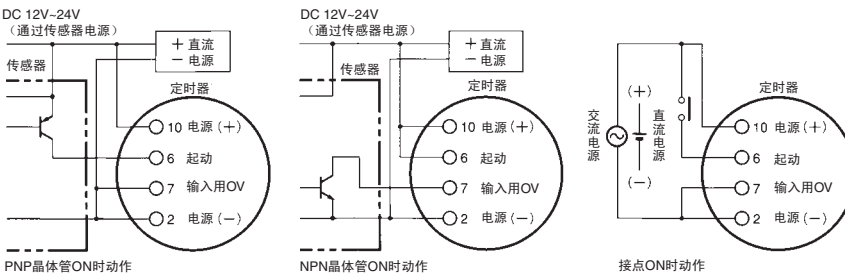 DC 12V~24V
（通过传感器电源）
＋直流
－电源
传感器
定时器
10 电源（＋）
6 起动
7 输入用OV
2 电源（－）
PNP晶体管ON时动作
DC 12V~24V
（通过传感器电源）
＋直流
－电源
传感器
定时器
10 电源（＋）
6 起动
7 输入用OV
2 电源（－）
NPN晶体管ON时动作
交流电源
（＋）
直流电源
（－）
定时器
10 电源（＋）
6 起动
7 输入用OV
2 电源（－）
接点ON时动作